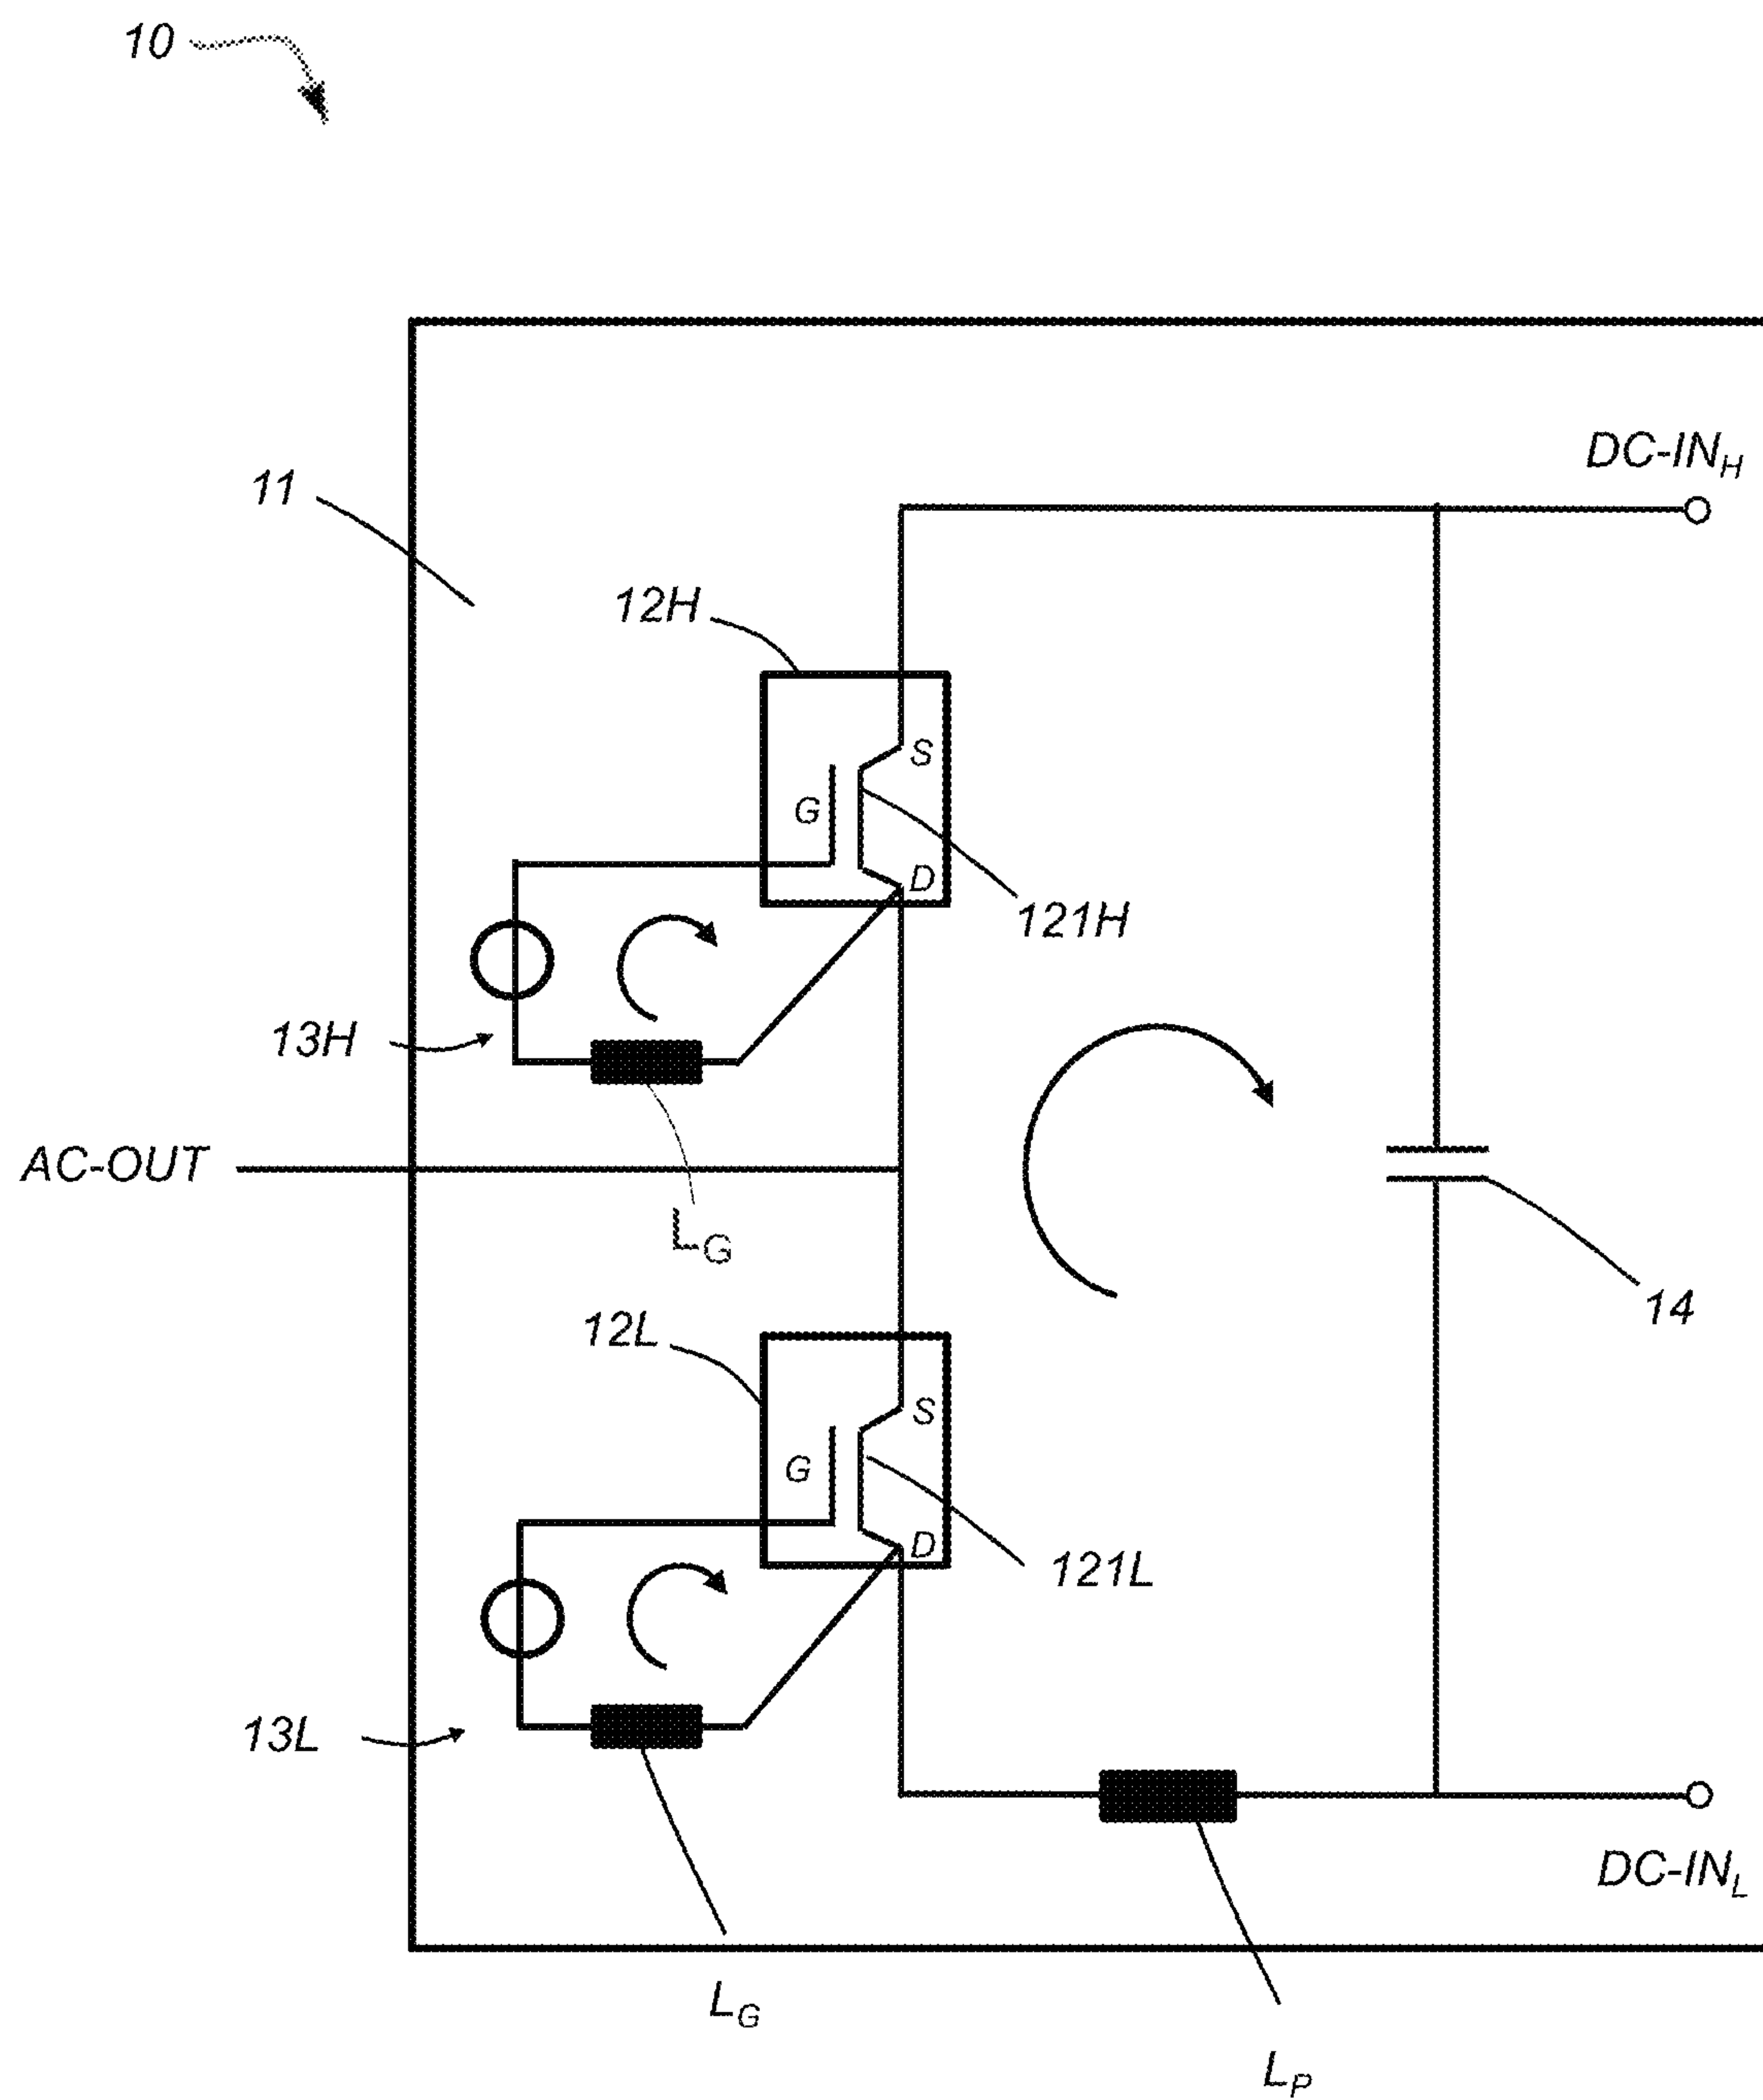 10
DC-IN_H
11
12H
S
G
D
121H
13H
AC-OUT
L_G
14
12L
S
G
D
121L
13L
DC-IN_L
L_G
L_P